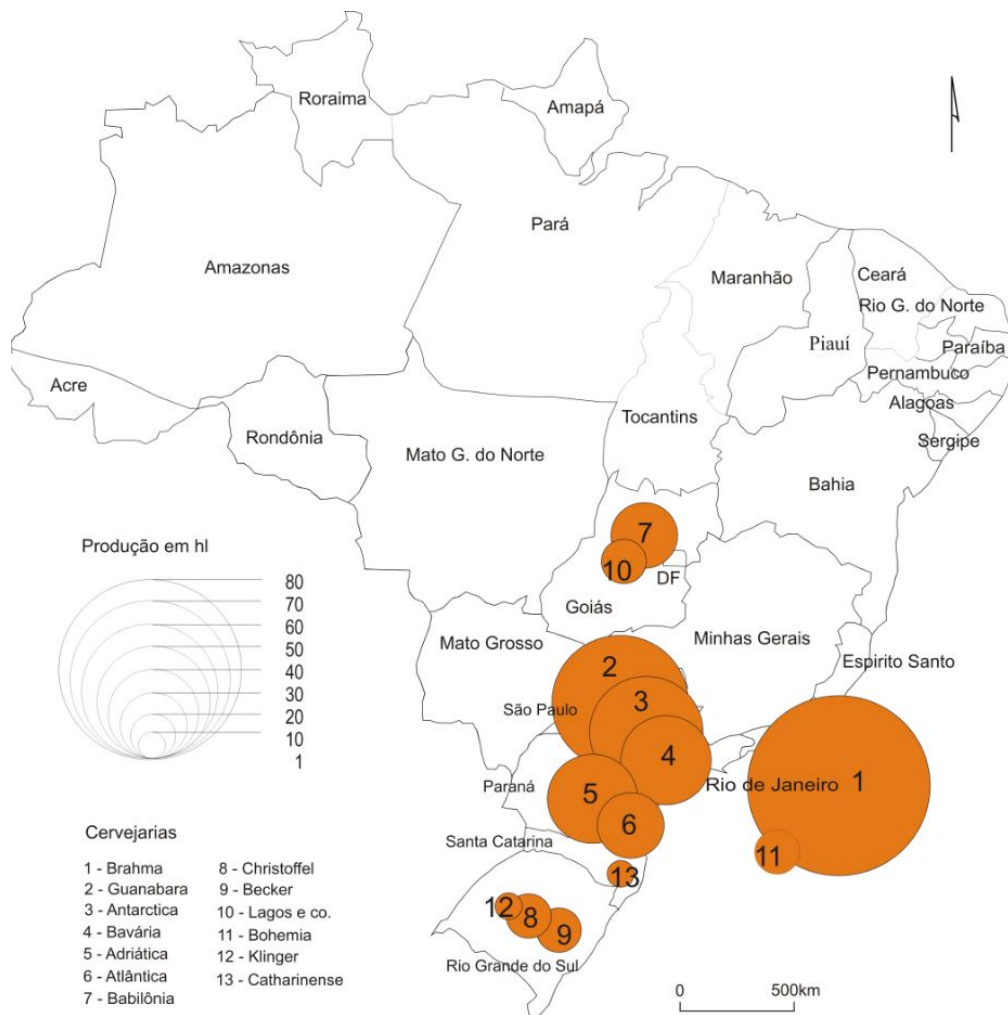 Roraima
Amapá
Amazonas
Pará
Maranhão
Ceará
Rio G. do Norte
Piauí
Paraíba
Pernambuco
Acre
Alagoas
Tocantins
Sergipe
Rondônia
Mato G. do Norte
Bahia
7
10
DF
Goiás
Produção em hl
80
70
60
50
40
30
20
10
1
Mato Grosso
Minhas Gerais
Espirito Santo
2
São Paulo
3
4
Rio de Janeiro
1
Paraná
5
6
11
Santa Catarina
13
12
8
9
Rio Grande do Sul
Cervejarias
1 - Brahma
2 - Guanabara
3 - Antarctica
4 - Bavária
5 - Adriática
6 - Atlântica
7 - Babilônia
8 - Christoffel
9 - Becker
10 - Lagos e co.
11 - Bohemia
12 - Klinger
13 - Catharinense
0 500km